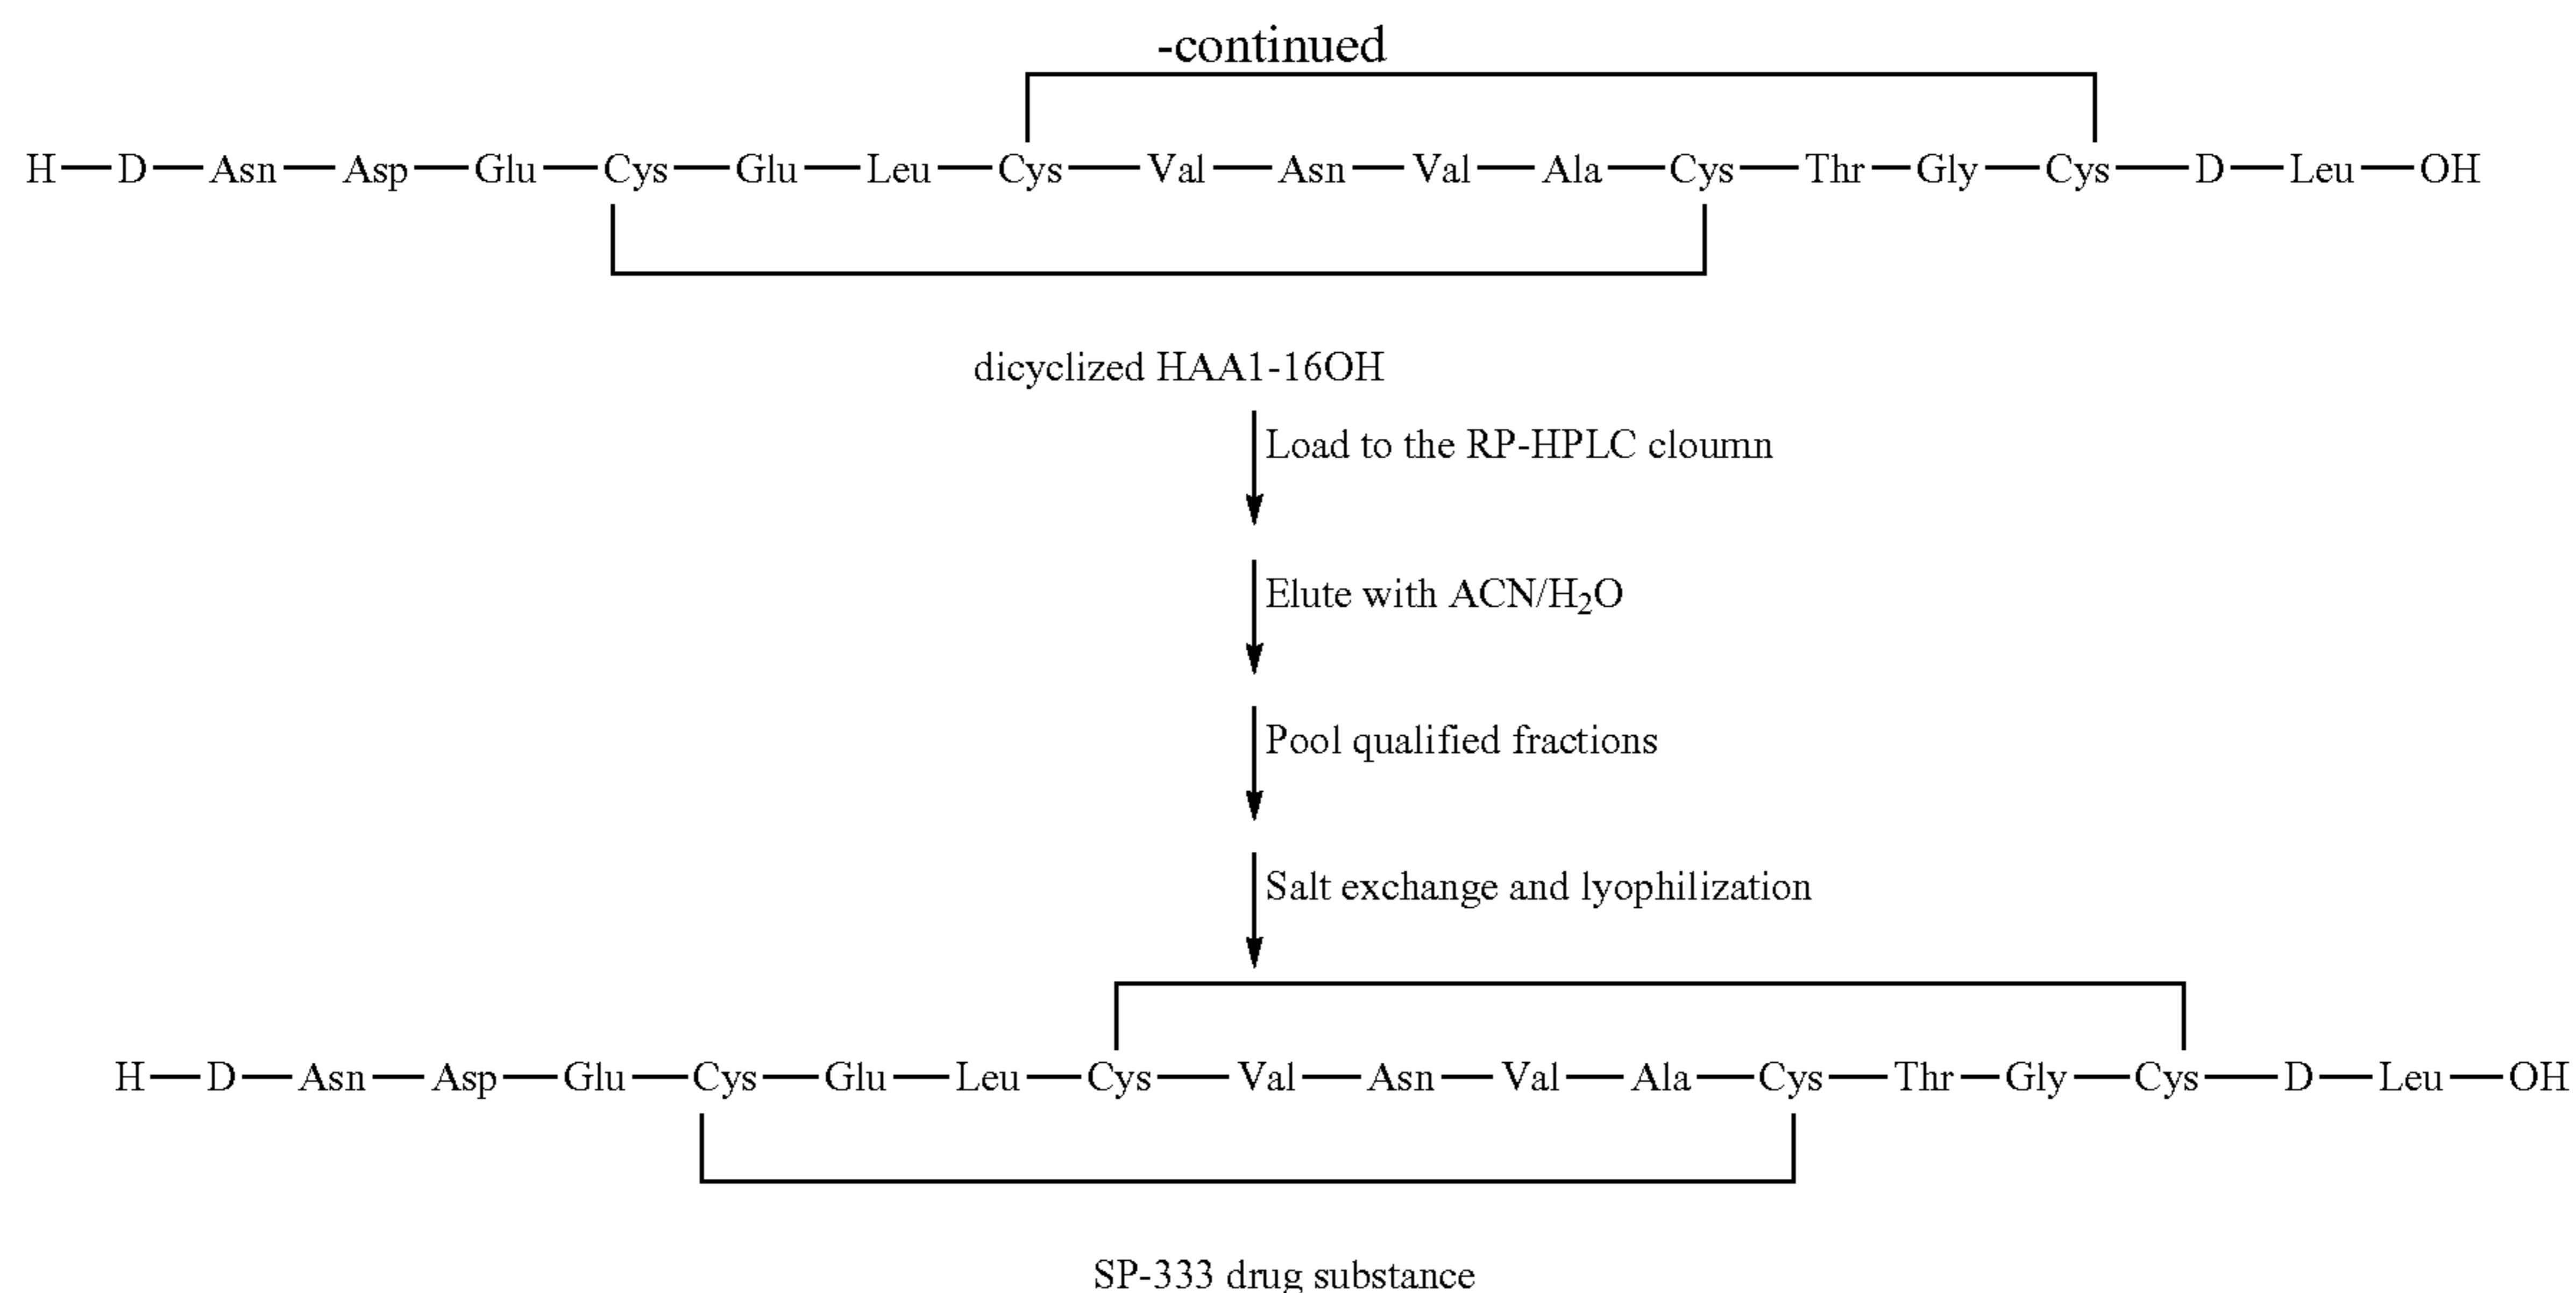 -continued
H—D—Asn—Asp—Glu—Cys—Glu—Leu—Cys—Val—Asn—Val—Ala—Cys—Thr—Gly—Cys—D—Leu—OH
dicyclized HAA1-16OH
Load to the RP-HPLC cloumn
Elute with ACN/H₂O
Pool qualified fractions
Salt exchange and lyophilization
H—D—Asn—Asp—Glu—Cys—Glu—Leu—Cys—Val—Asn—Val—Ala—Cys—Thr—Gly—Cys—D—Leu—OH
SP-333 drug substance